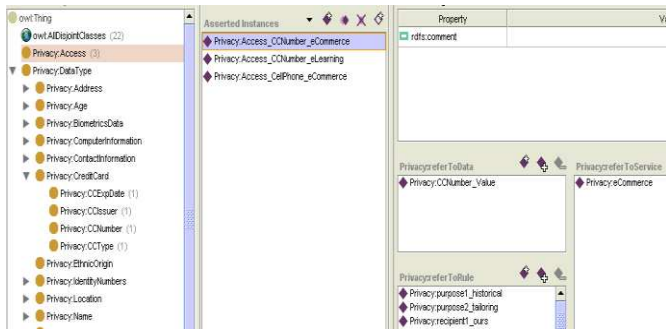 owl:Thing
owl:AllDisjointClasses (22)
Privacy:Access (3)
Privacy:DataType
Privacy:Address
Privacy:Age
Privacy:BiometricsData
Privacy:ComputerInformation
Privacy:ContactInformation
Privacy:CreditCard
Privacy:CCExpDate (1)
Privacy:CCIssuer (1)
Privacy:CCNumber (1)
Privacy:CCType (1)
Privacy:EthnicOrigin
Privacy:IdentityNumbers
Privacy:Location
Privacy:Name
Asserted Instances
Privacy:Access_CCNumber_eCommerce
Privacy:Access_CCNumber_eLearning
Privacy:Access_CellPhone_eCommerce
Property
rdfs:comment
Privacy:referToData
Privacy:CCNumber_Value
Privacy:referToService
Privacy:eCommerce
Privacy:referToRule
Privacy:purpose1_historical
Privacy:purpose2_tailoring
Privacy:recipient1_ours